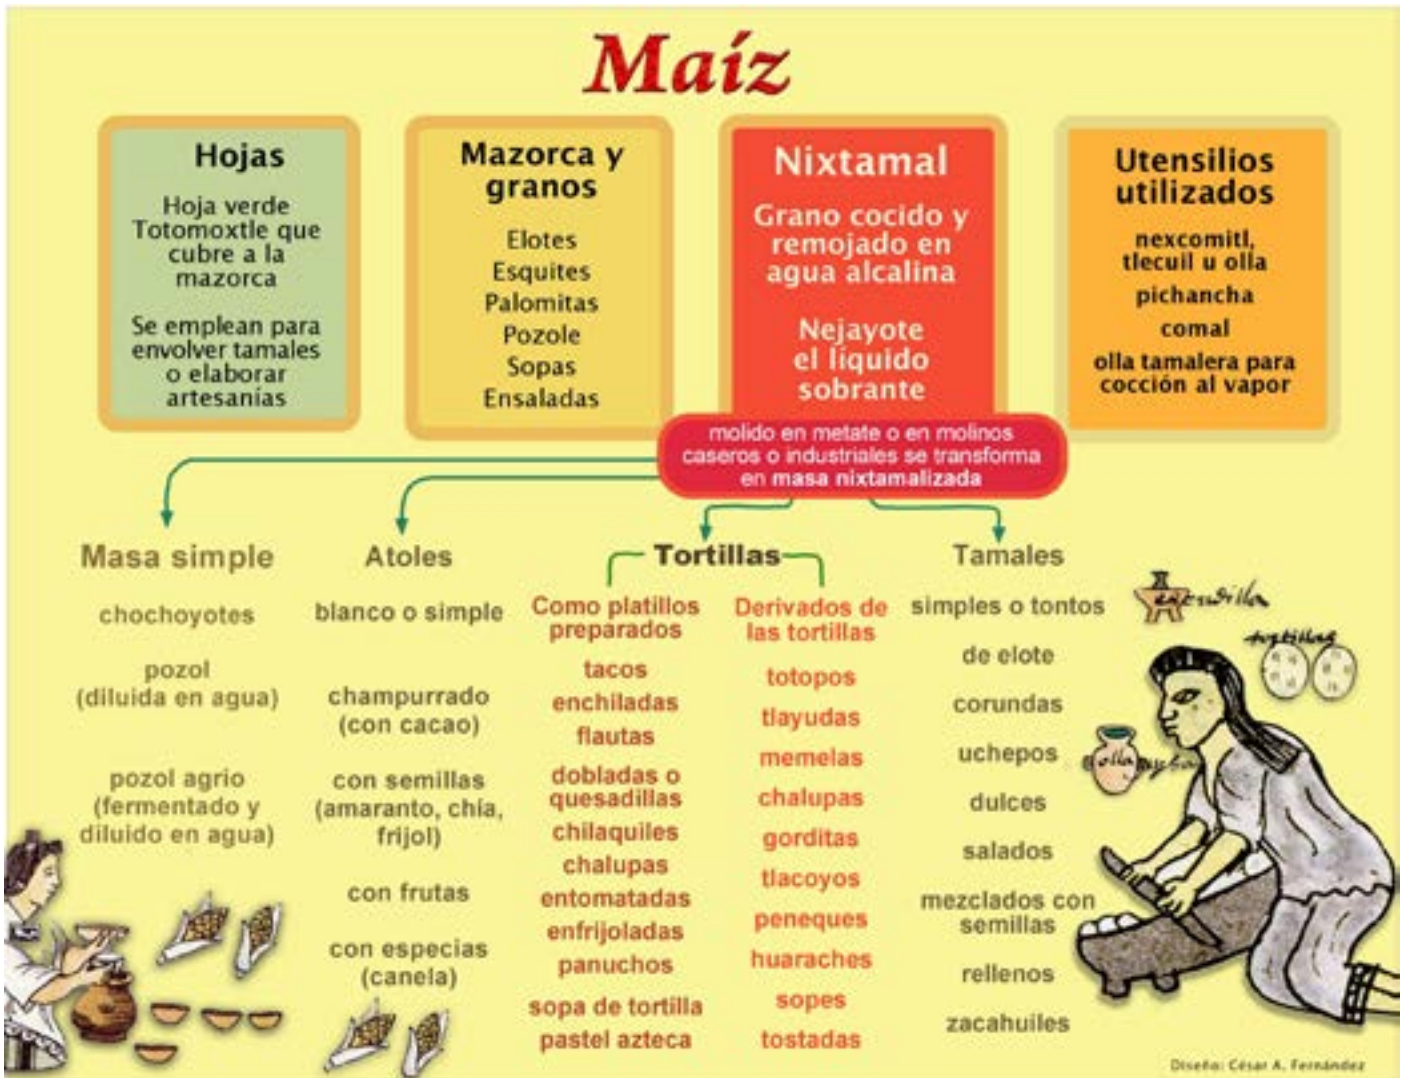 Maíz
Hojas
Hoja verde
Totomoxtle que
cubre a la
mazorca
Se emplean para
envolver tamales
o elaborar
artesanías
Mazorca y
granos
Elotes
Esquites
Palomitas
Pozole
Sopas
Ensaladas
Nixtamal
Grano cocido y
remojado en
agua alcalina
Nejayote
el líquido
sobrante
Utensilios
utilizados
nexcomitl,
tlecuil u olla
pichancha
comal
olla tamalera para
cocción al vapor
molido en metate o en molinos
caseros o industriales se transforma
en masa nixtamalizada
Masa simple
chochoyotes
pozol
(diluida en agua)
pozol agrio
(fermentado y
diluido en agua)
Atoles
blanco o simple
champurrado
(con cacao)
con semillas
(amaranto, chía,
frijol)
con frutas
con especias
(canela)
Tortillas
Como platillos
preparados
tacos
enchiladas
flautas
dobladas o
quesadillas
chilaquiles
chalupas
entomatadas
enfrijoladas
panuchos
sopa de tortilla
pastel azteca
Derivados de
las tortillas
totopos
tlayudas
memelas
chalupas
gorditas
tlacoyos
peneques
huaraches
sopes
tostadas
Tamales
simples o tontos
de elote
corundas
uchepos
dulces
salados
mezclados con
semillas
rellenos
zacahuiles
tortillas
olla
Diseño: César A. Fernández